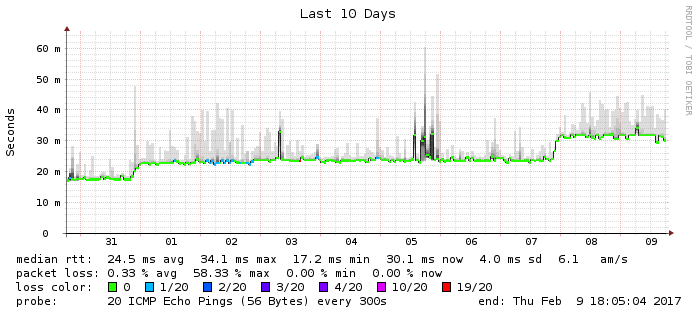 Last 10 Days
RRDTOOL / TOBI OETIKER
Seconds
60 m
50 m
40 m
30 m
20 m
10 m
0
31 01 02 03 04 05 06 07 08 09
median rtt: 24.5 ms avg 34.1 ms max 17.2 ms min 30.1 ms now 4.0 ms sd 6.1 am/s
packet loss: 0.33 % avg 58.33 % max 0.00 % min 0.00 % now
loss color: 0 1/20 2/20 3/20 4/20 10/20 19/20
probe: 20 ICMP Echo Pings (56 Bytes) every 300s end: Thu Feb 9 18:05:04 2017